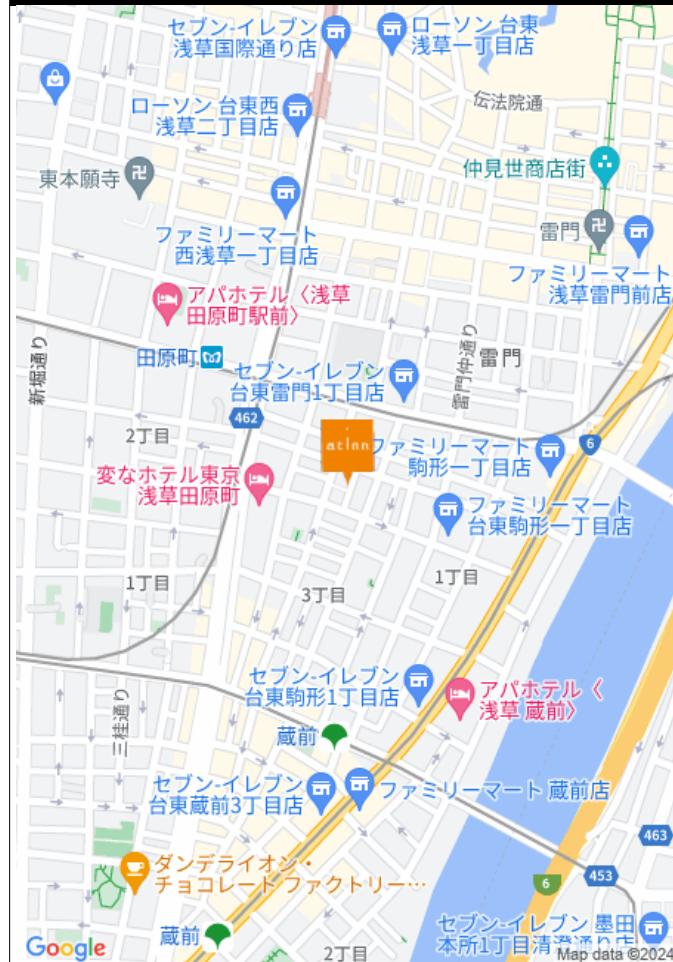 セブン-イレブン
浅草国際通り店
ローソン 台東
浅草一丁目店
伝法院通
ローソン 台東西
浅草二丁目店
仲見世商店街
東本願寺
雷門
ファミリーマート
西浅草一丁目店
ファミリーマート
浅草雷門前店
アパホテル〈浅草
田原町駅前〉
新堀通り
田原町
雷門仲通り
雷門
セブン-イレブン
台東雷門1丁目店
462
2丁目
atinn
ファミリーマート
駒形一丁目店
6
変なホテル東京
浅草田原町
ファミリーマート
台東駒形一丁目店
1丁目
1丁目
3丁目
セブン-イレブン
台東駒形1丁目店
アパホテル〈
浅草 蔵前〉
三桂通り
蔵前
セブン-イレブン
台東蔵前3丁目店
ファミリーマート 蔵前店
463
ダンデライオン・
チョコレート ファクトリー…
453
6
セブン-イレブン 墨田
本所1丁目清澄通り店
蔵前
2丁目
Google
Map data ©2024